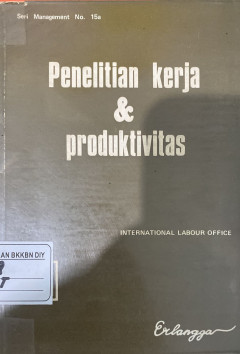 Seri Management No. 15a
Penelitian kerja
&
produktivitas
INTERNATIONAL LABOUR OFFICE
AN BKKBN DIY
Erlangga